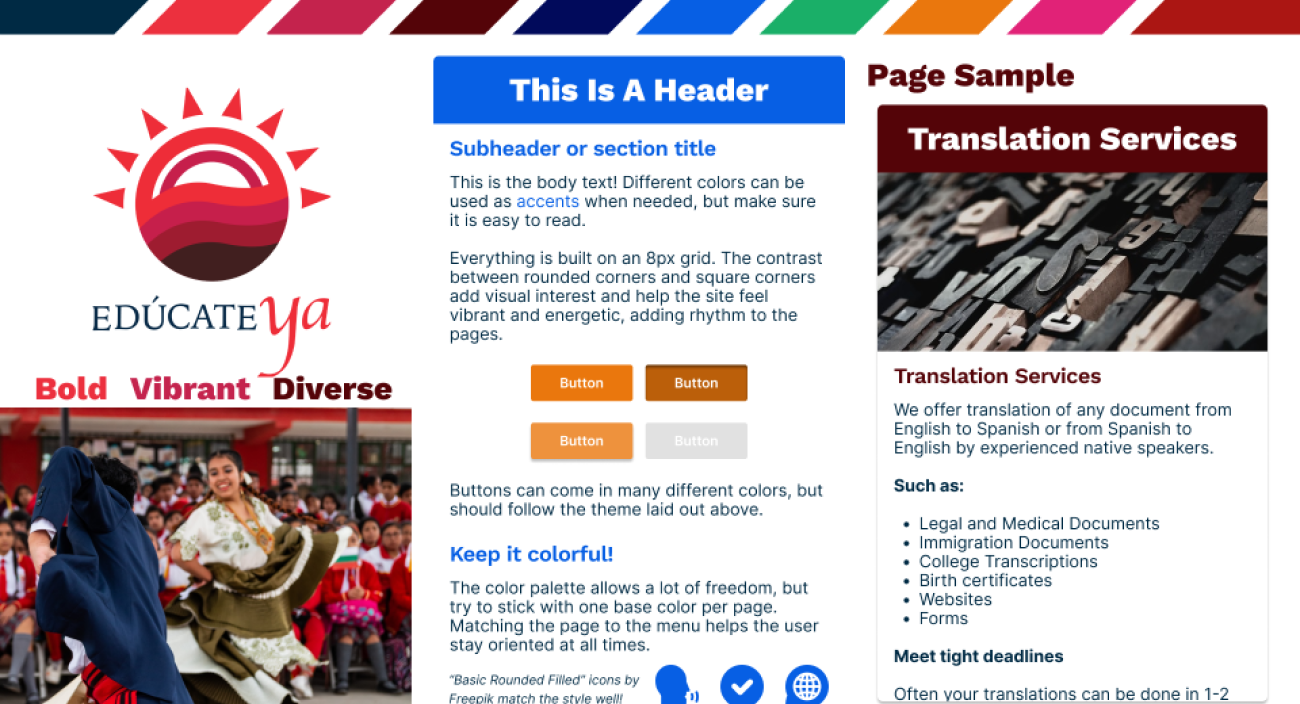 EDÚCATE ya
Bold Vibrant Diverse
This Is A Header
Subheader or section title
This is the body text! Different colors can be
used as accents when needed, but make sure
it is easy to read.
Everything is built on an 8px grid. The contrast
between rounded corners and square corners
add visual interest and help the site feel
vibrant and energetic, adding rhythm to the
pages.
Button Button
Button Button
Buttons can come in many different colors, but
should follow the theme laid out above.
Keep it colorful!
The color palette allows a lot of freedom, but
try to stick with one base color per page.
Matching the page to the menu helps the user
stay oriented at all times.
"Basic Rounded Filled" icons by
Freepik match the style well!
Page Sample
Translation Services
Translation Services
We offer translation of any document from
English to Spanish or from Spanish to
English by experienced native speakers.
Such as:
• Legal and Medical Documents
• Immigration Documents
• College Transcriptions
• Birth certificates
• Websites
• Forms
Meet tight deadlines
Often your translations can be done in 1-2